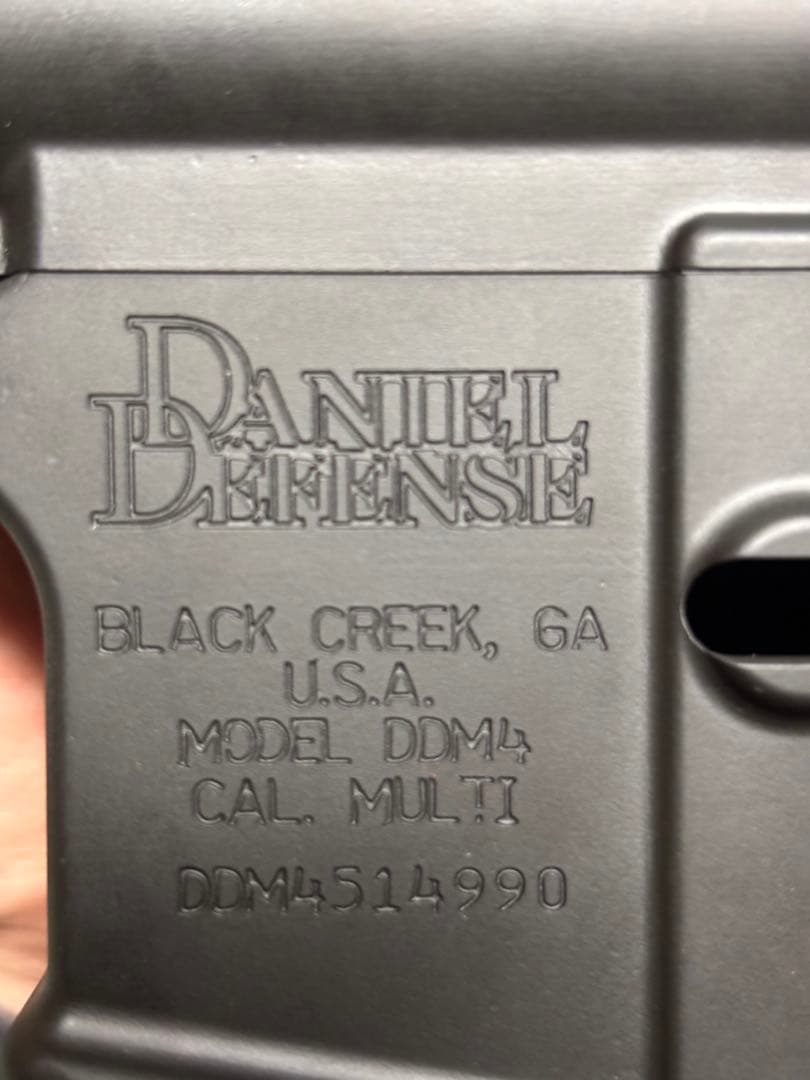 DANIEL
DEFENSE
BLACK CREEK, GA
U.S.A.
MODEL DDM4
CAL. MULTI
DDM4514990